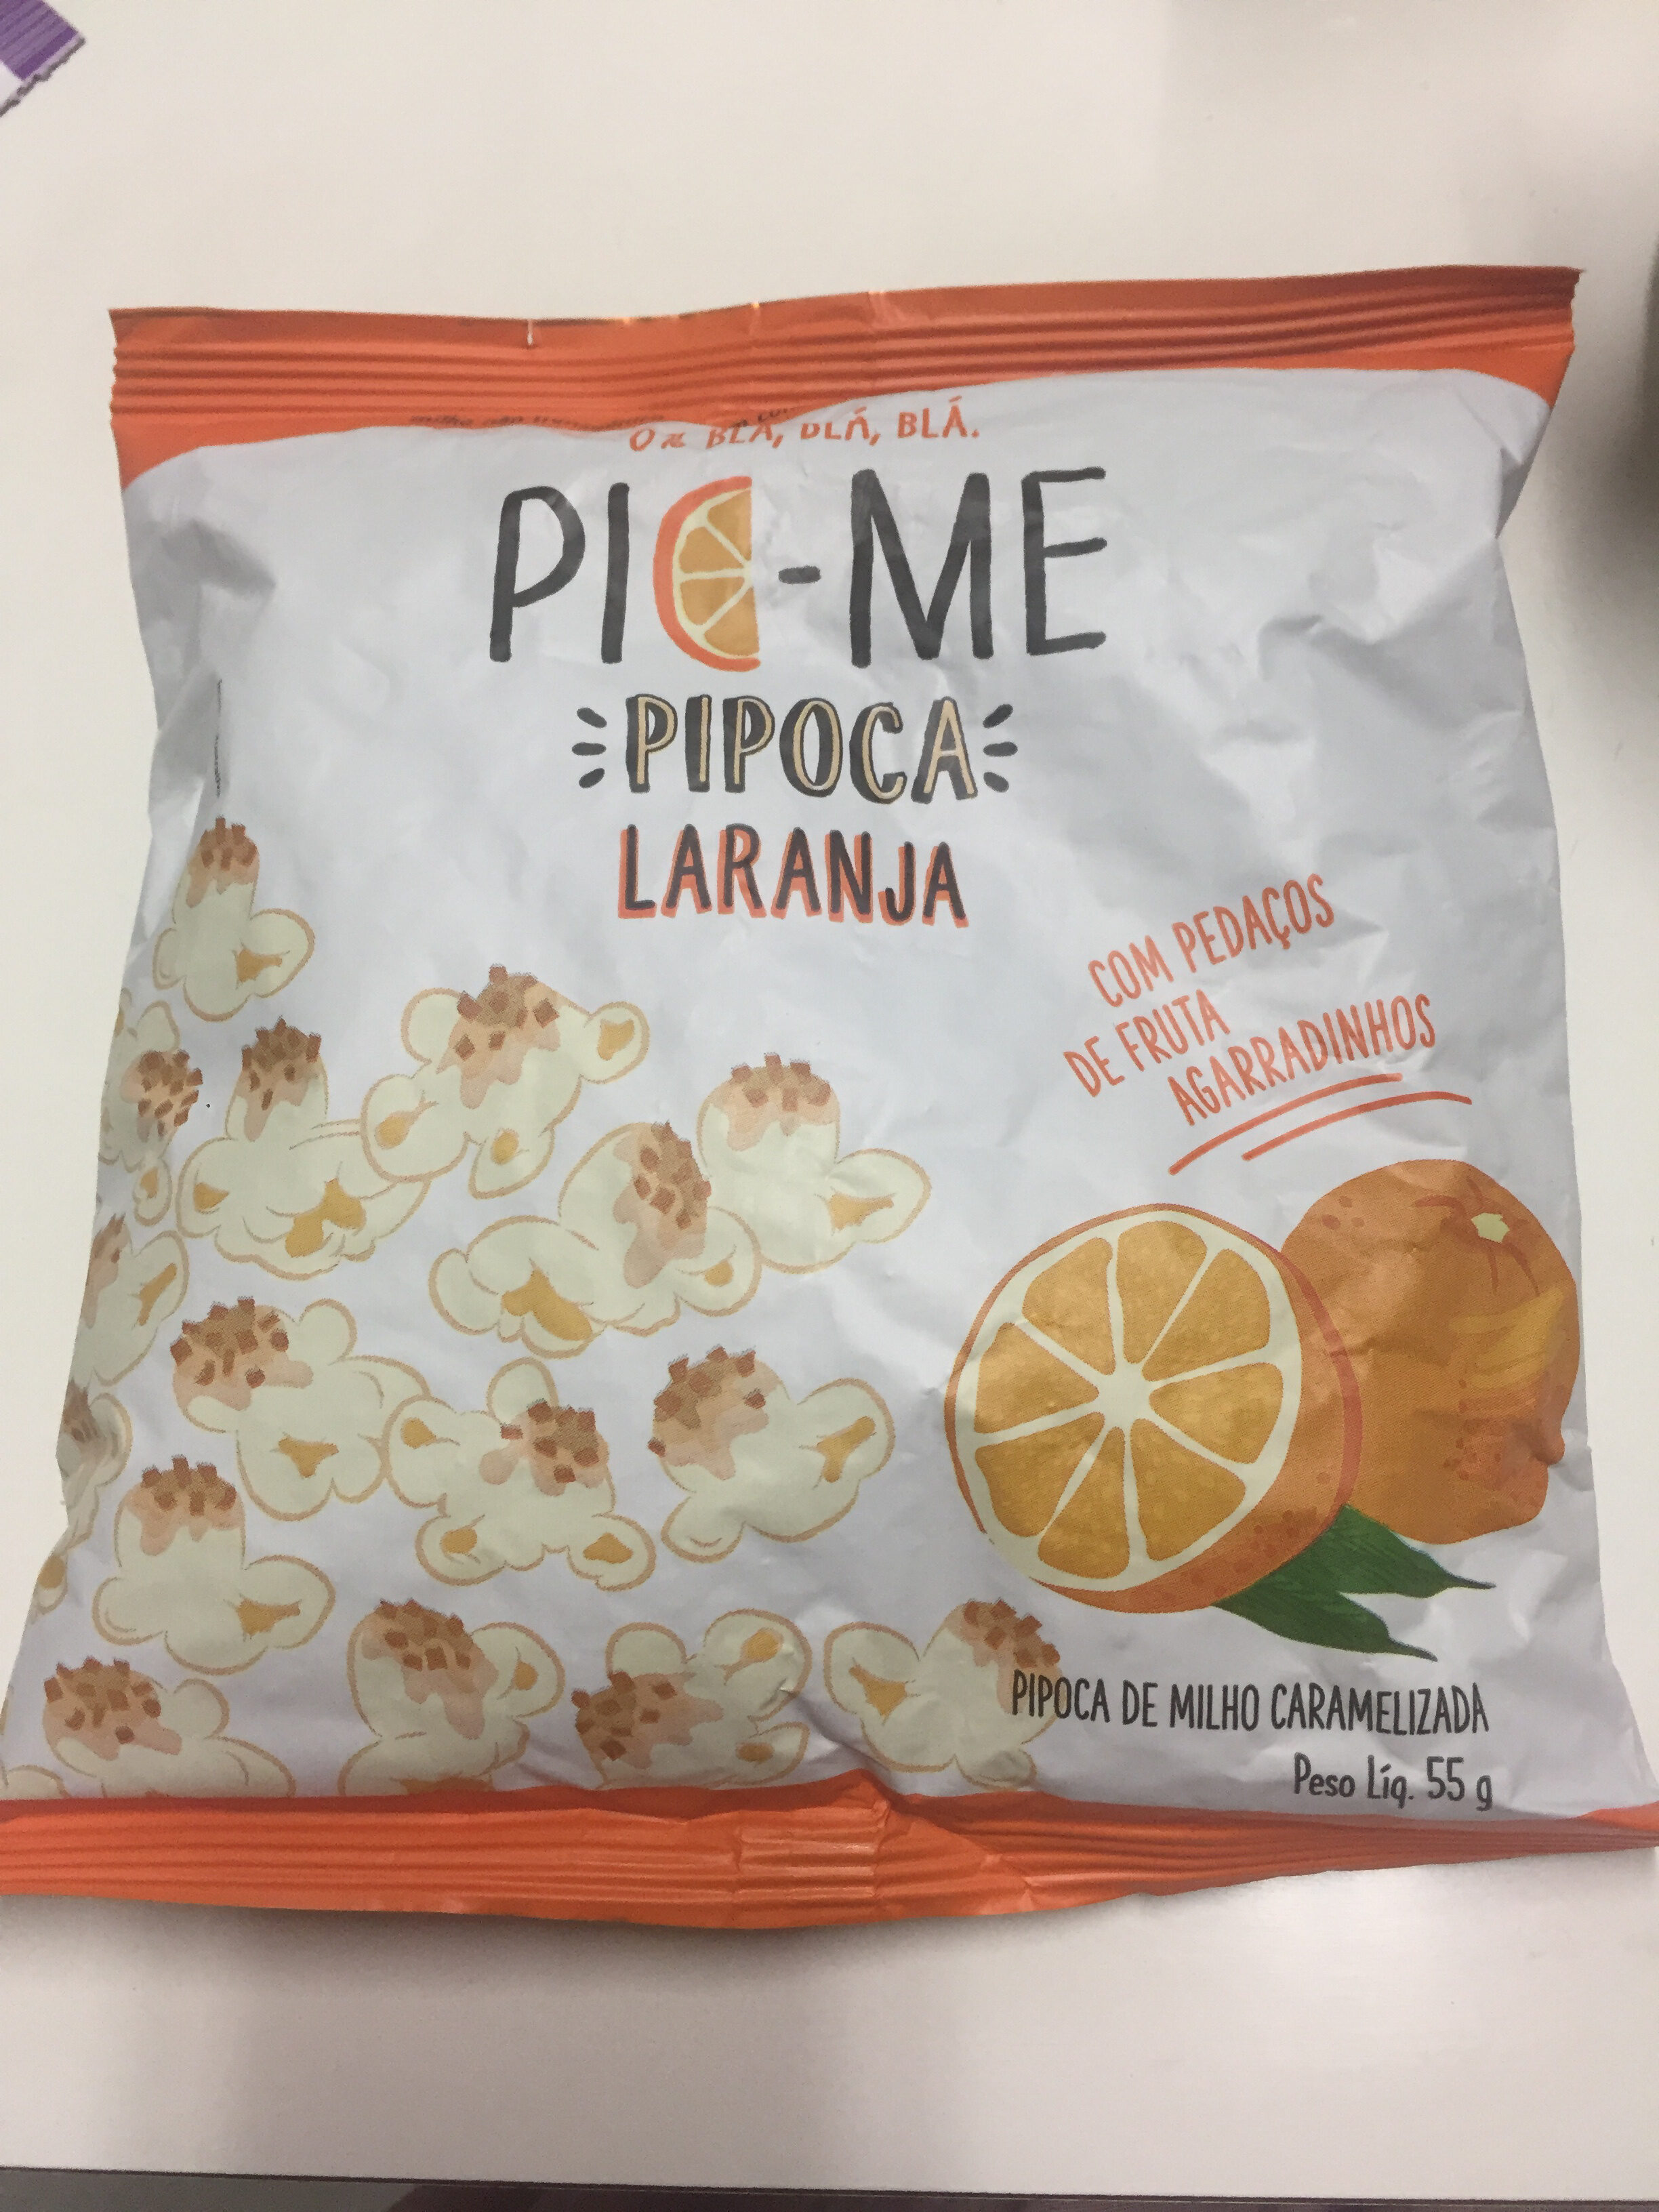 0% BLÁ, BLÁ, BLÁ.
PIC-ME
PIPOCA
LARANJA
COM PEDAÇOS
DE FRUTA
AGARRADINHOS
PIPOCA DE MILHO CARAMELIZADA
Peso Líq. 55 g